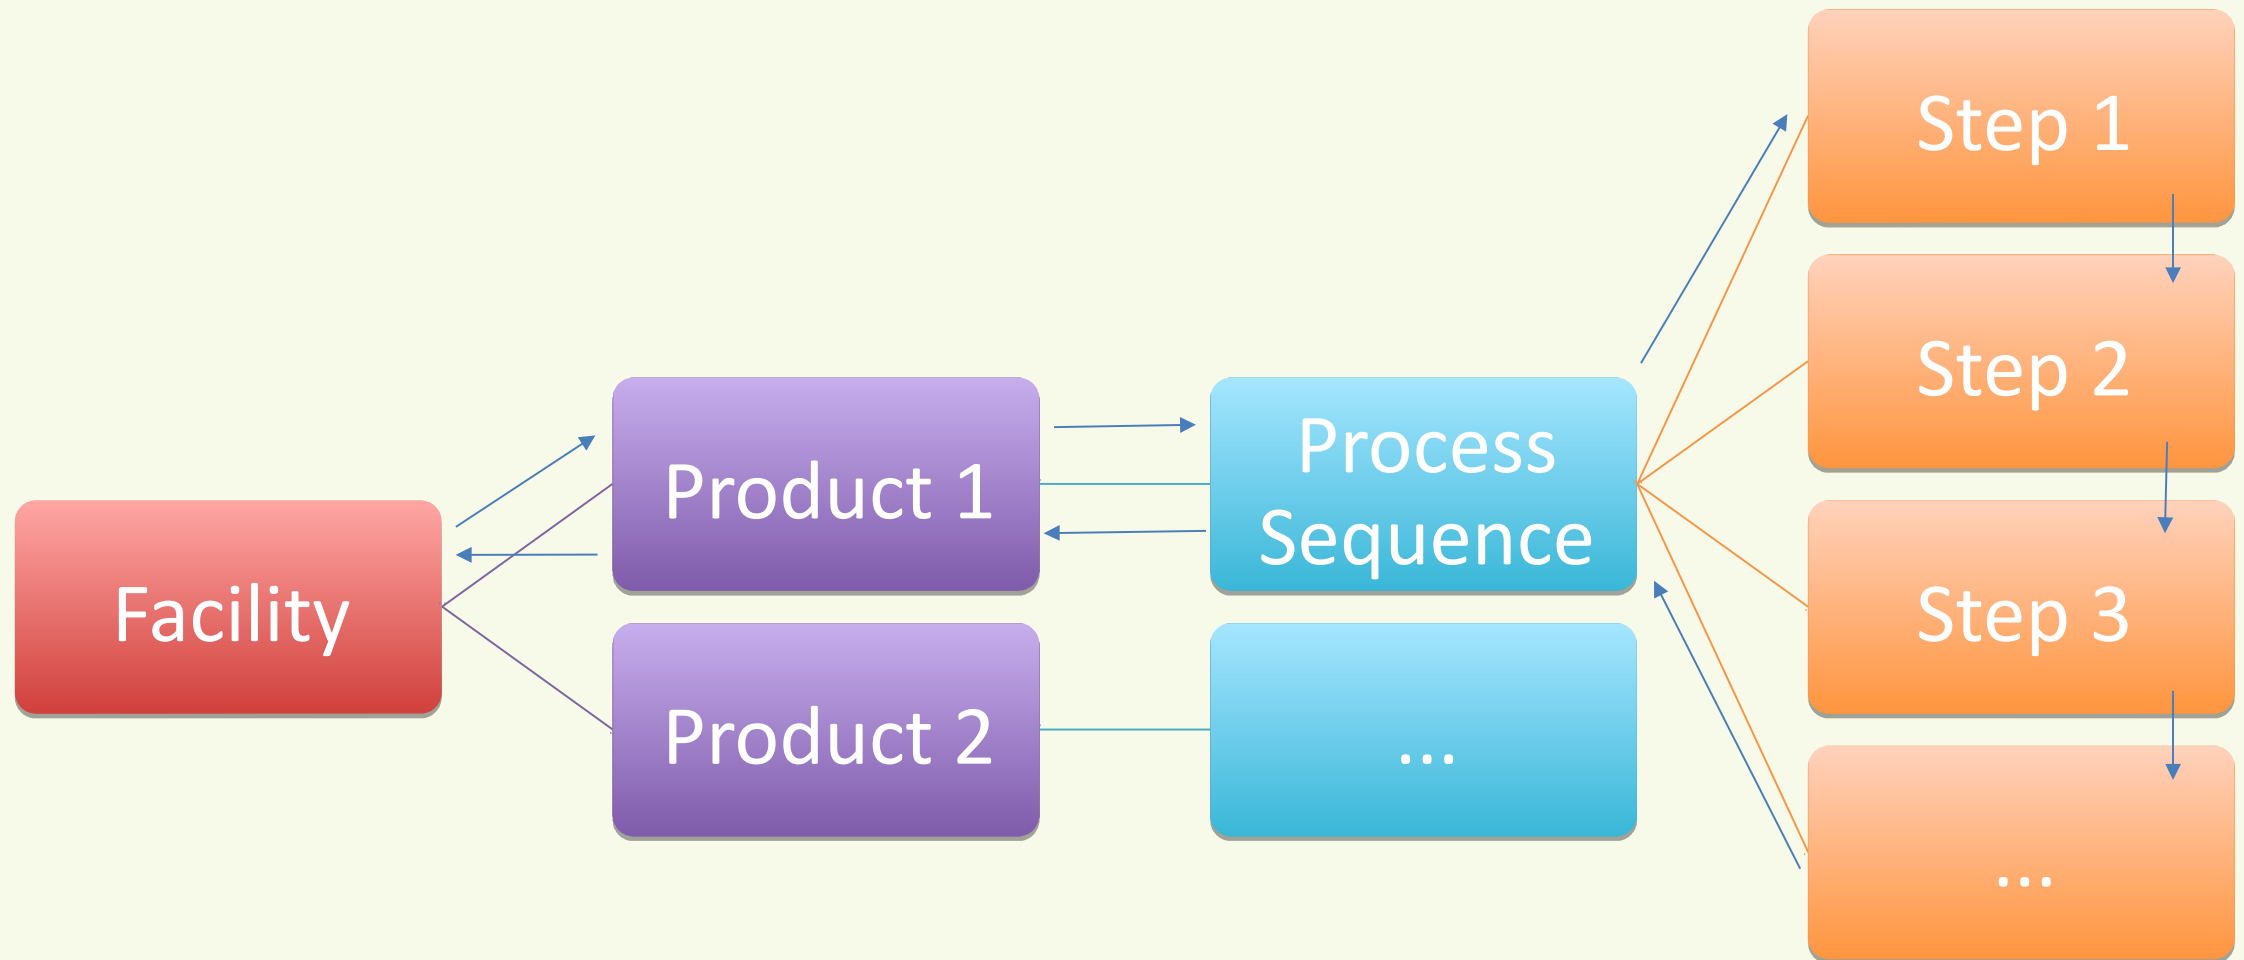 Facility
Product 1
Product 2
Process
Sequence
...
Step 1
Step 2
Step 3
...